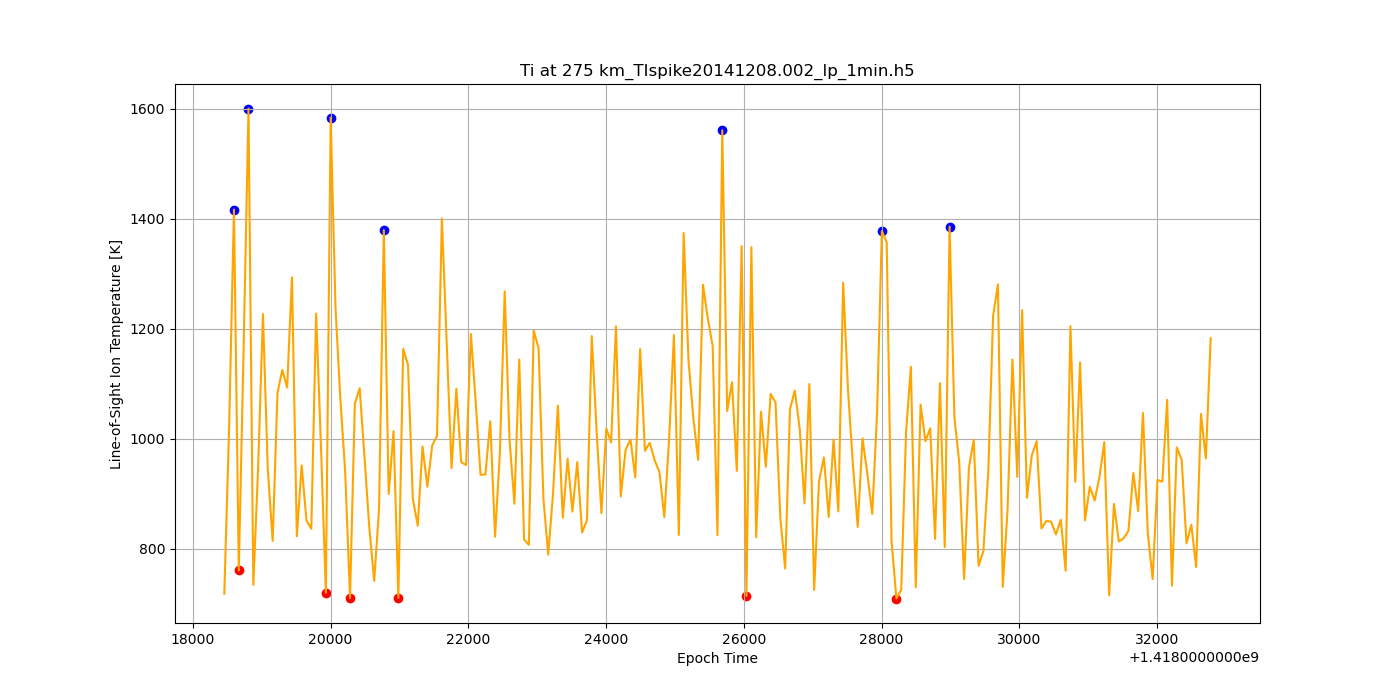 Ti at 275 km_TIspike20141208.002_lp_1min.h5
Line-of-Sight Ion Temperature [K]
1600
1400
1200
1000
800
18000 20000 22000 24000 26000 28000 30000 32000
Epoch Time
+1.4180000000e9